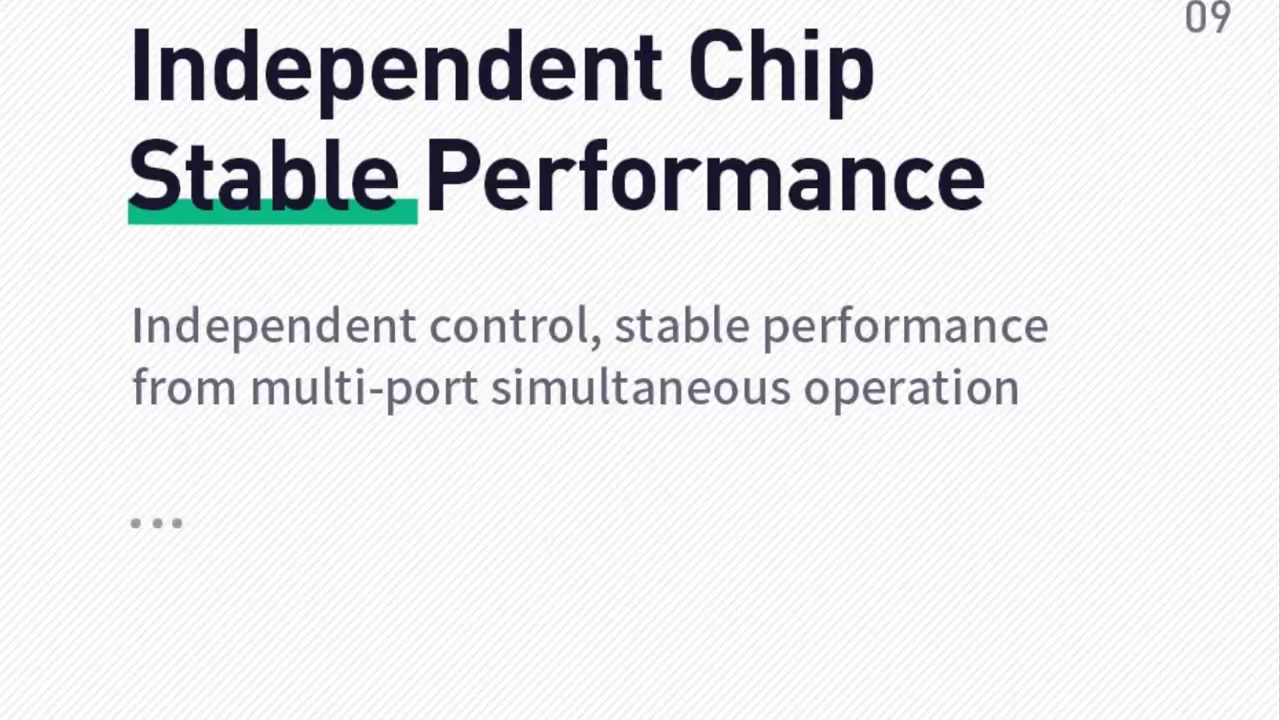 09
Independent Chip
Stable Performance
Independent control, stable performance
from multi-port simultaneous operation
...